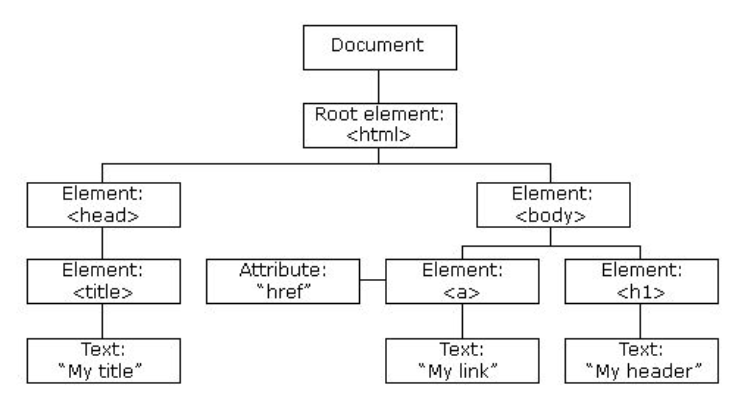 Document
Root element:
<html>
Element:
<head>
Element:
<body>
Element:
<title>
Attribute:
“href”
Element:
<a>
Element:
<h1>
Text:
“My title”
Text:
“My link”
Text:
“My header”